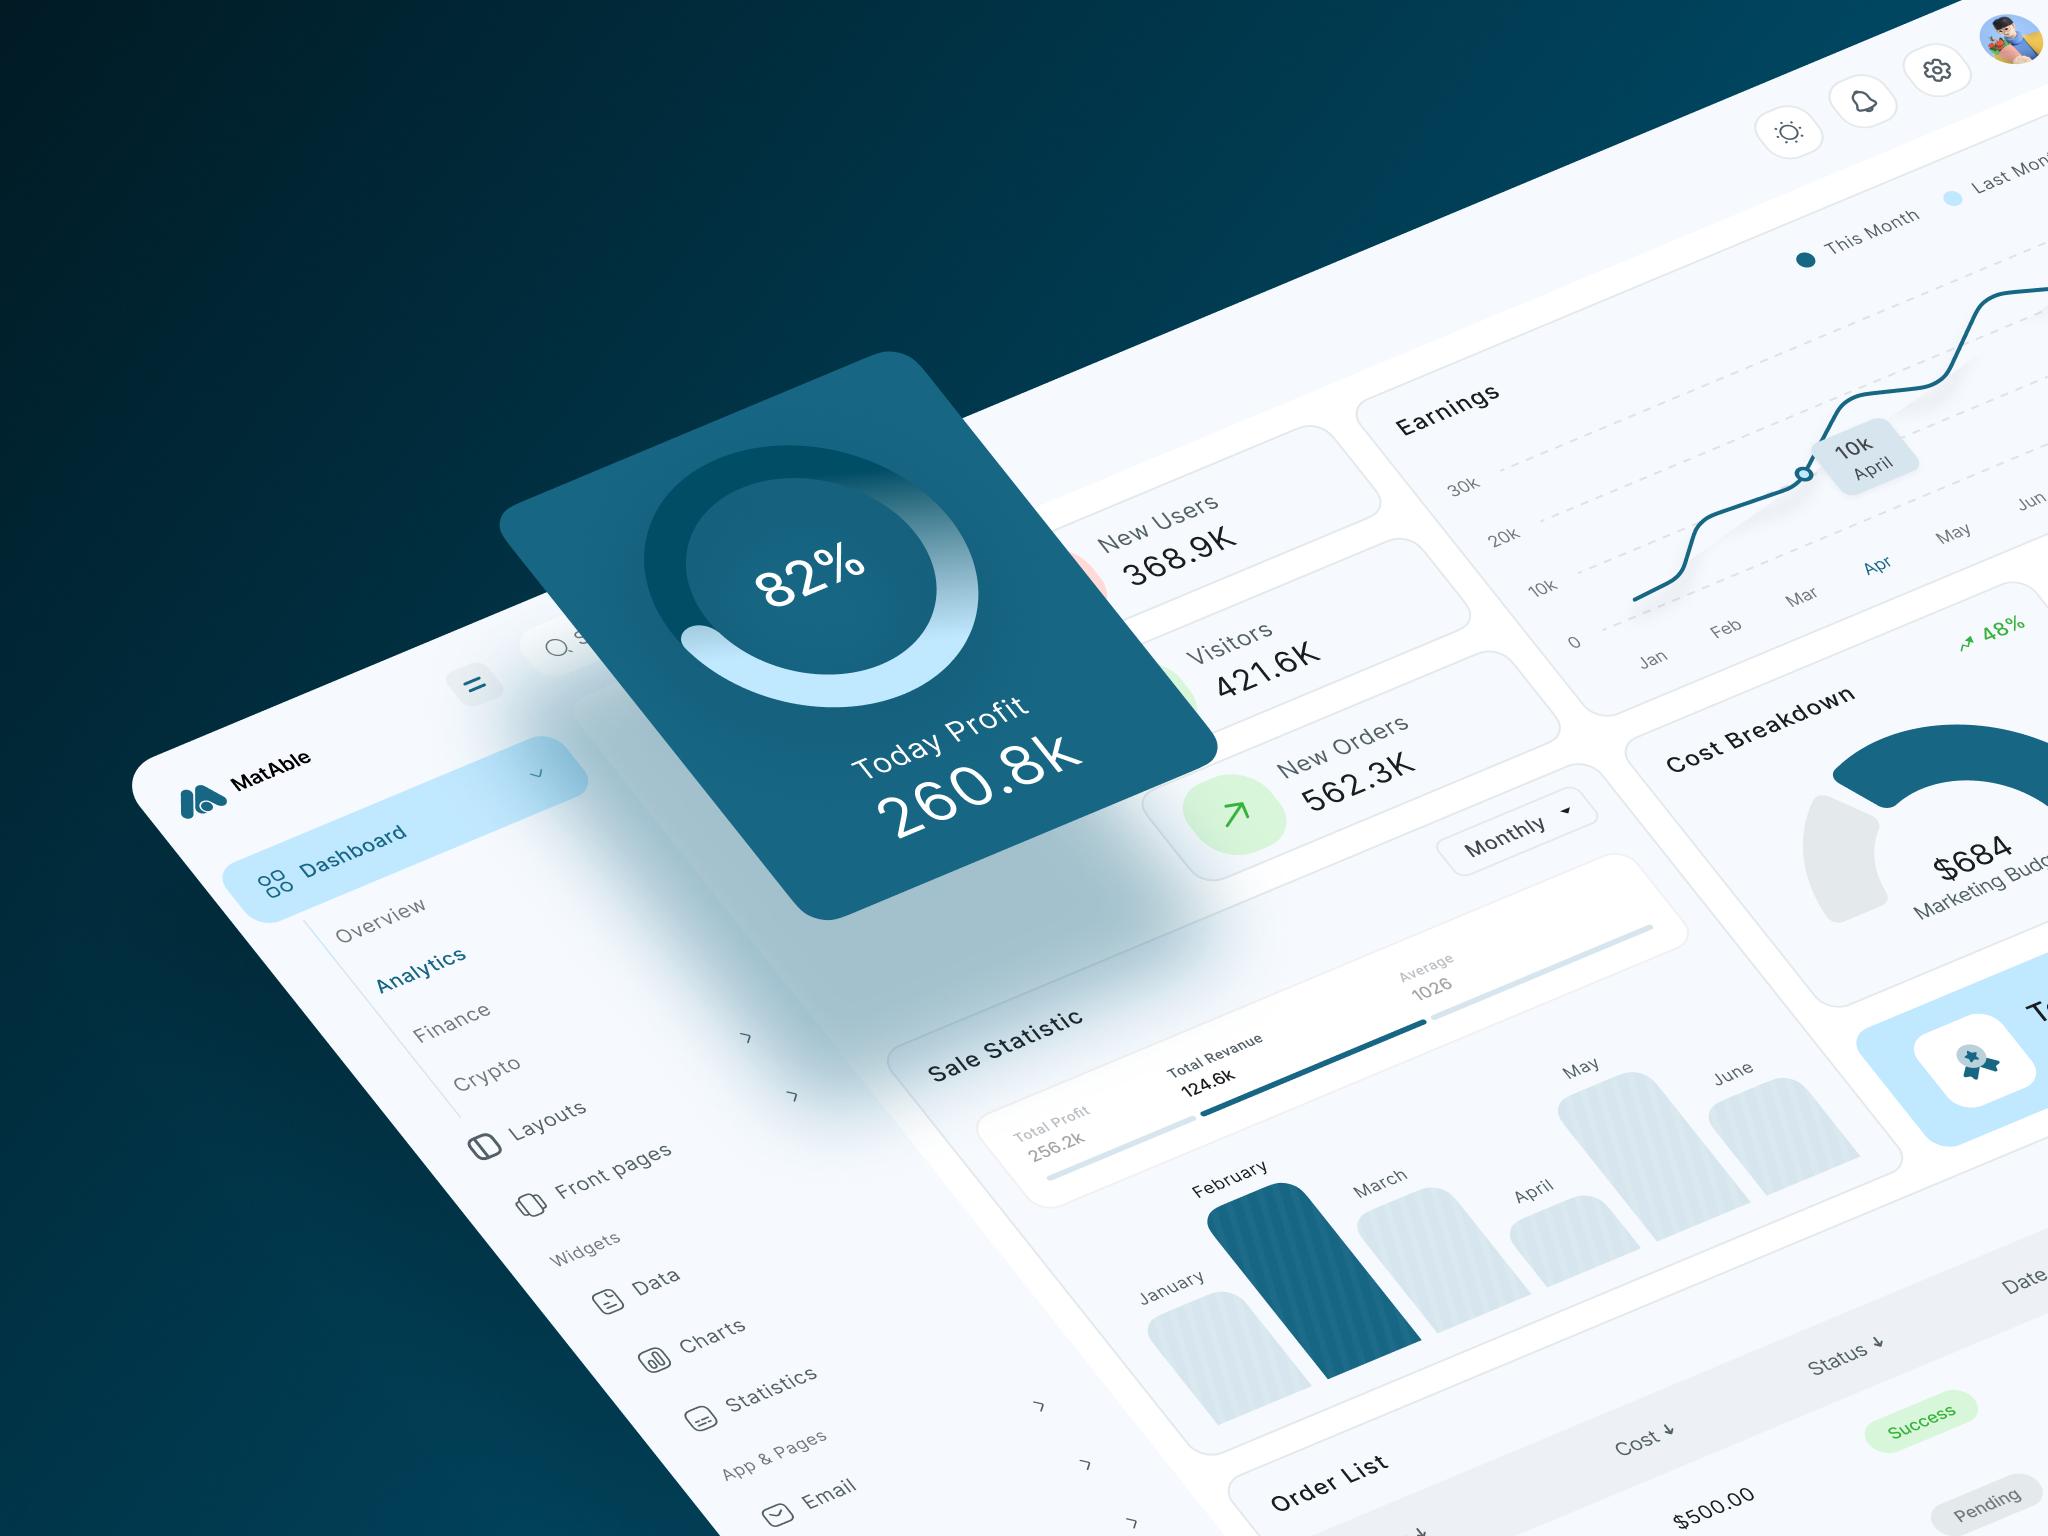 MatAble
Dashboard
Overview
Analytics
Finance
Crypto
Layouts
Front pages
Widgets
Data
Charts
Statistics
App & Pages
Email
82%
Today Profit
260.8k
New Users
368.9K
Visitors
421.6K
New Orders
562.3K
Earnings
This Month
Last
30k
20k
10k
0
Jan
Feb
Mar
Apr
May
Jun
10k
April
Sale Statistic
Monthly
Total Profit
256.2k
Total Revanue
124.6k
Average
1026
January
February
March
April
May
June
Cost Breakdown
48%
$684
Marketing
Order List
Cost
Status
Date
$500.00
Success
Pending